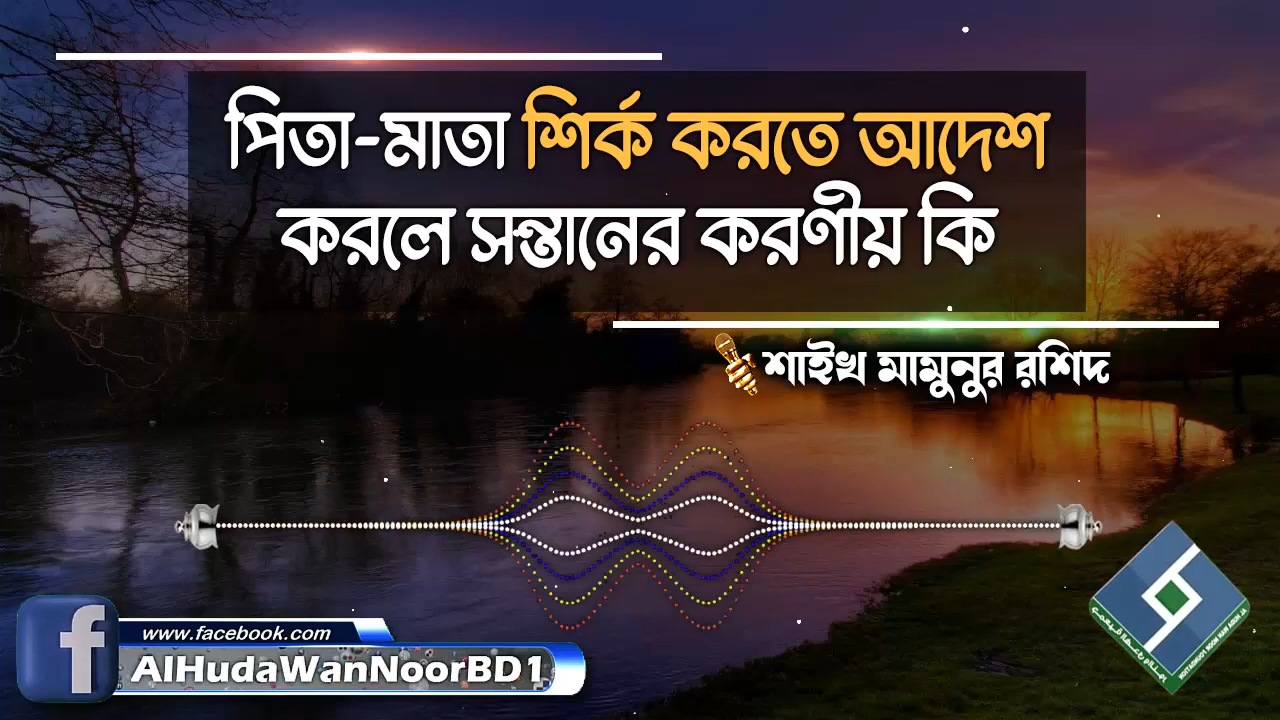 পিতা-মাতা শির্ক করতে আদেশ
করলে সন্তানের করণীয় কি
শাইখ মামুনুর রশিদ
www.facebook.com
AlHudaWanNoorBD1